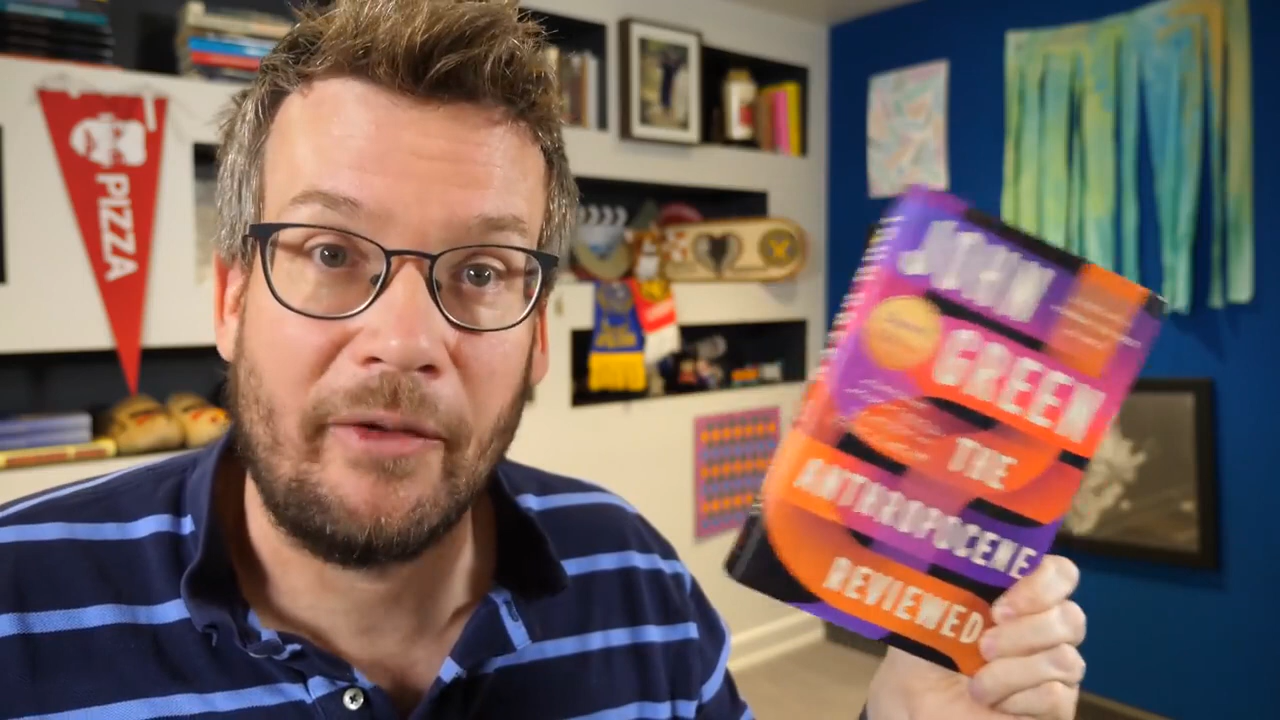 PIZZA
JOHN
GREEN
THE
ANTHROPOCENE
REVIEWED